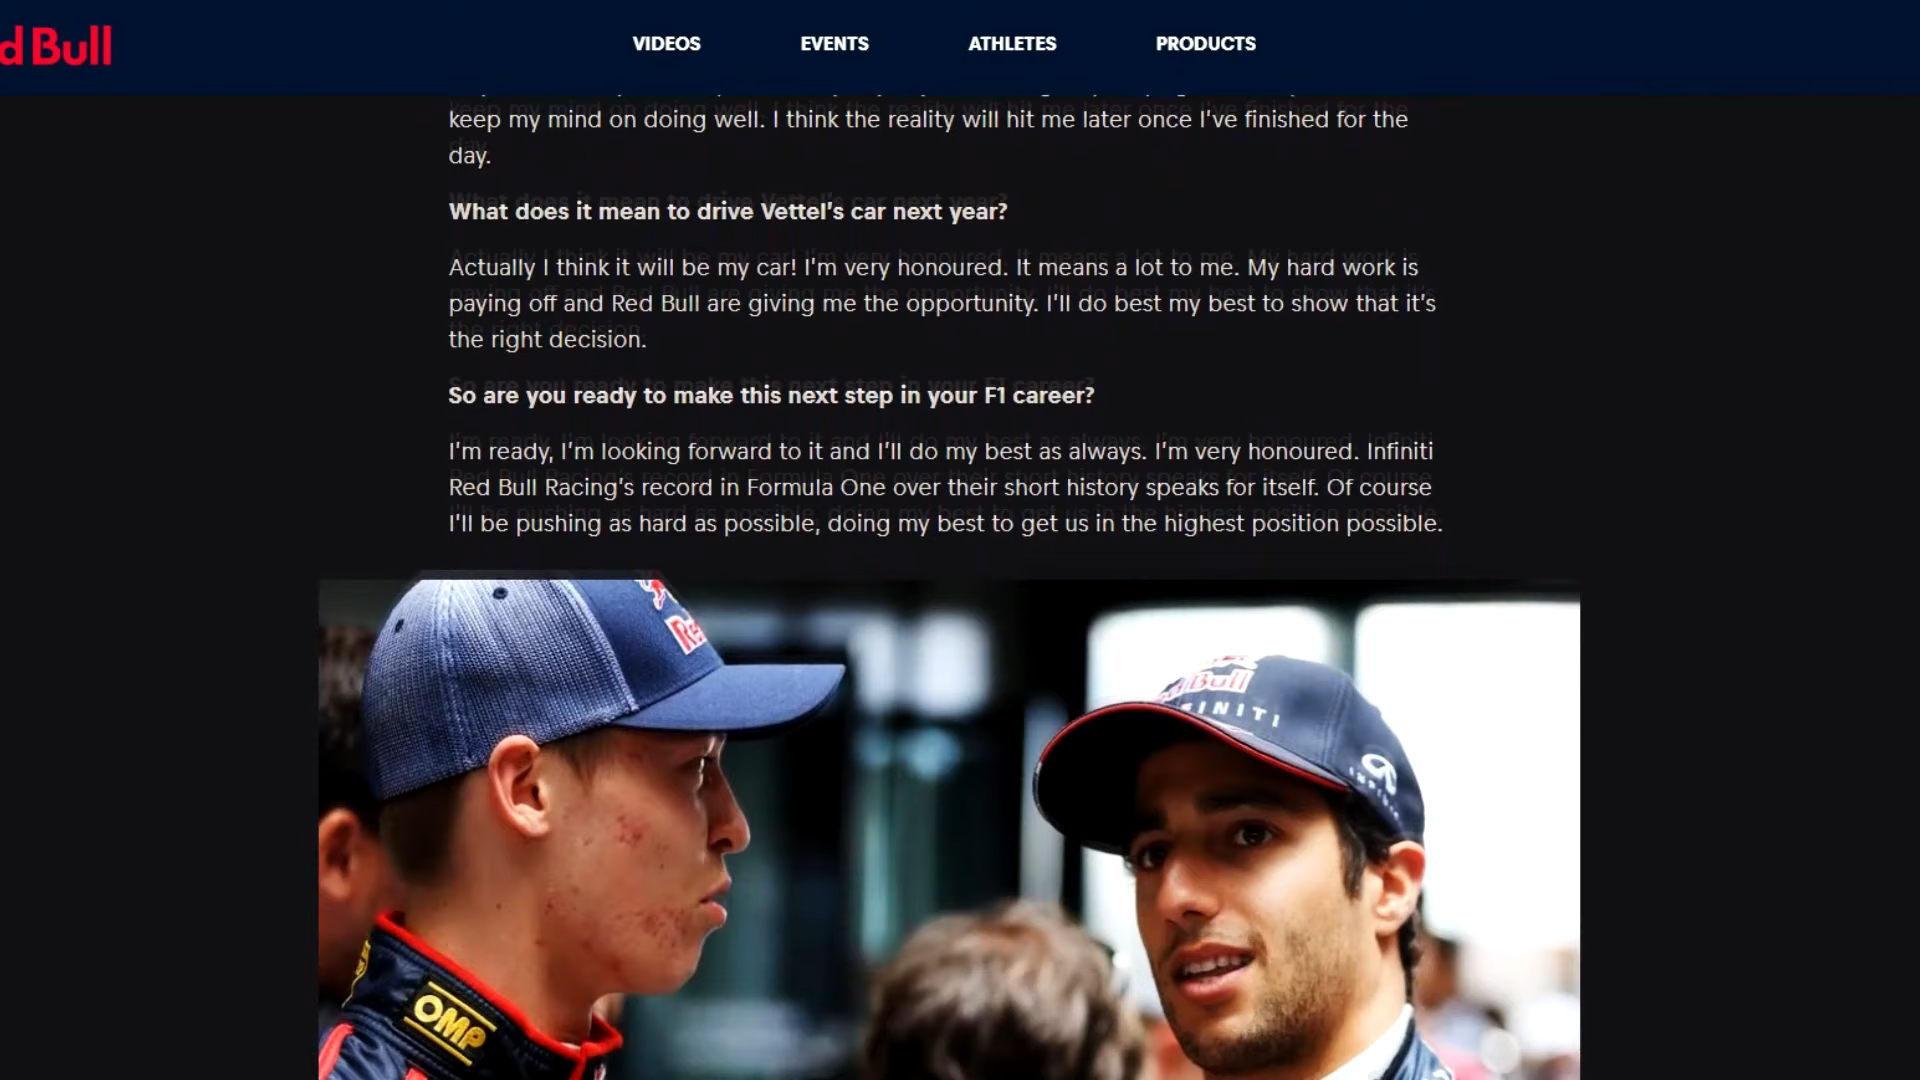 d Bull
VIDEOS EVENTS ATHLETES PRODUCTS
keep my mind on doing well. I think the reality will hit me later once I've finished for the
day.
What does it mean to drive Vettel's car next year?
Actually I think it will be my car! I'm very honoured. It means a lot to me. My hard work is
paying off and Red Bull are giving me the opportunity. I'll do best my best to show that it's
the right decision.
So are you ready to make this next step in your F1 career?
I'm ready, I'm looking forward to it and I'll do my best as always. I'm very honoured. Infiniti
Red Bull Racing's record in Formula One over their short history speaks for itself. Of course
I'll be pushing as hard as possible, doing my best to get us in the highest position possible.
Re
d Bull
INITI
INFINITI
OMP